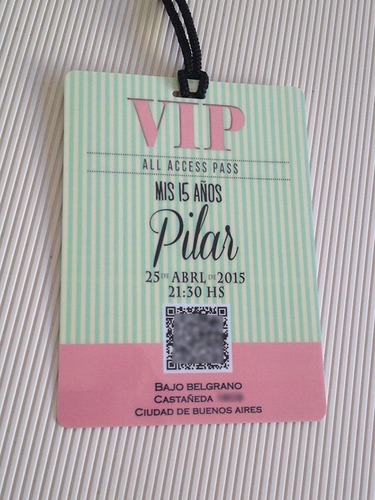 VIP
ALL ACCESS PASS
MIS 15 AÑOS
Pilar
25 DE ABRL DE 2015
21:30 HS
BAJO BELGRANO
CASTAÑEDA
CIUDAD DE BUENOS AIRES